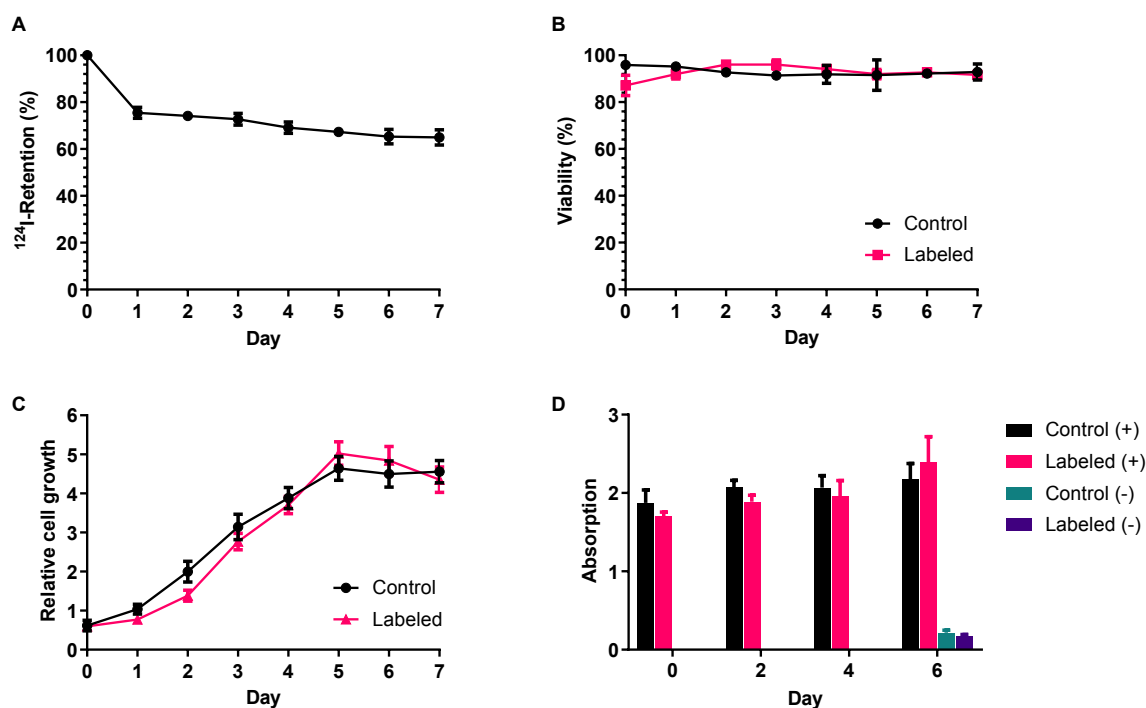 A
100
80
60
40
20
0
¹²⁴I-Retention (%)
0 1 2 3 4 5 6 7
Day
B
100
80
60
40
20
0
Viability (%)
Control
Labeled
0 1 2 3 4 5 6 7
Day
C
6
5
4
3
2
1
0
Relative cell growth
Control
Labeled
0 1 2 3 4 5 6 7
Day
D
3
2
1
0
Absorption
0 2 4 6
Day
Control (+)
Labeled (+)
Control (-)
Labeled (-)